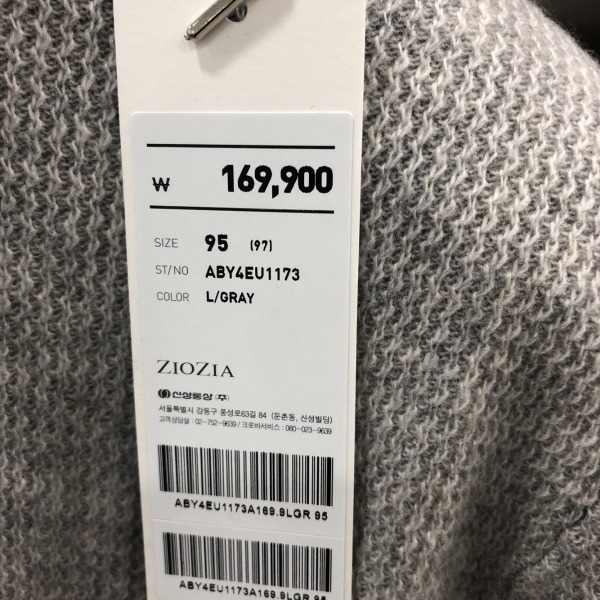 ₩ 169,900
SIZE 95 (97)
ST/NO ABY4EU1173
COLOR L/GRAY
ZIOZIA
신성통상(주)
서울특별시 강동구 풍성로63길 84 (둔촌동, 신성빌딩)
고객상담실 : 02-752-9639 / 크로바서비스 : 080-023-9639
ABY4EU1173A169.9LGR 95
ABY4EU1173A169.9LGR 95